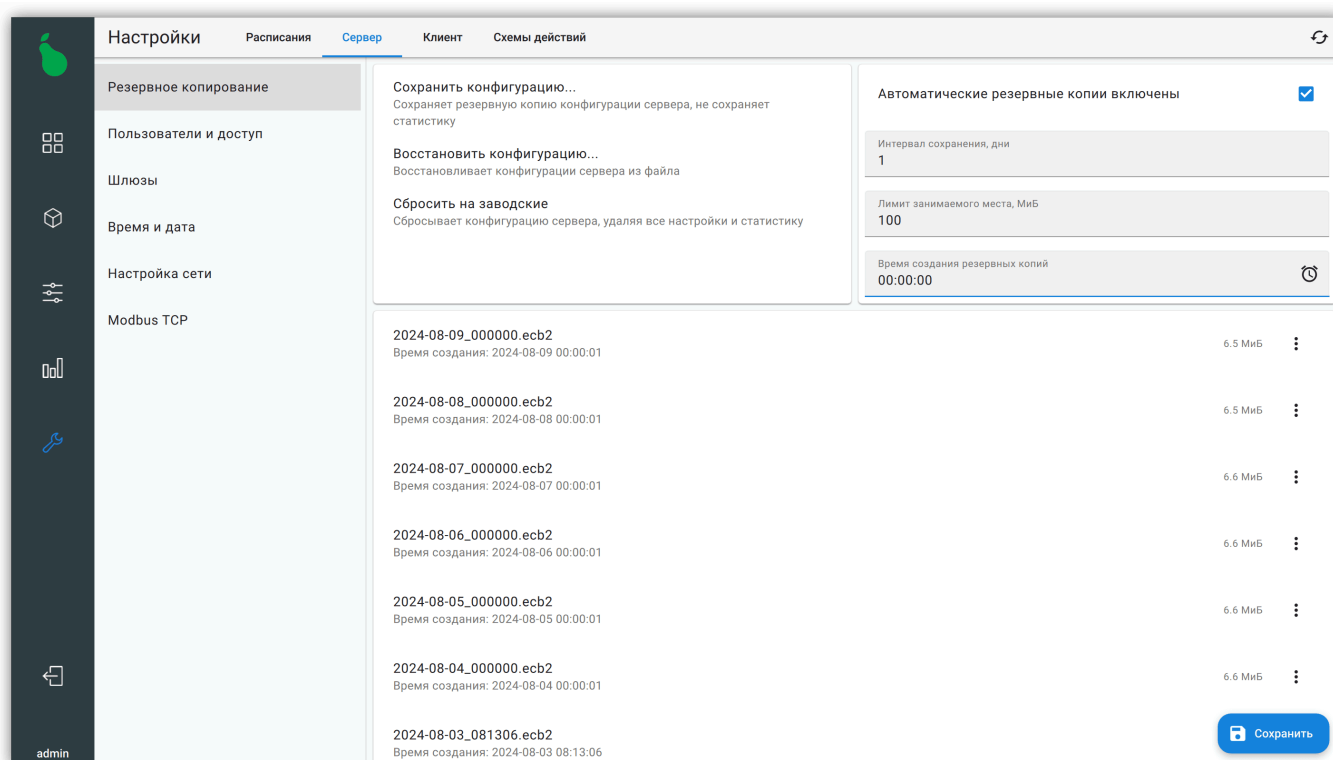 Настройки
Расписания
Сервер
Клиент
Схемы действий
Резервное копирование
Пользователи и доступ
Шлюзы
Время и дата
Настройка сети
Modbus TCP
admin
Сохранить конфигурацию...
Сохраняет резервную копию конфигурации сервера, не сохраняет
статистику
Восстановить конфигурацию...
Восстановливает конфигурации сервера из файла
Сбросить на заводские
Сбрасывает конфигурацию сервера, удаляя все настройки и статистику
Автоматические резервные копии включены
Интервал сохранения, дни
1
Лимит занимаемого места, МиБ
100
Время создания резервных копий
00:00:00
2024-08-09_000000.ecb2
Время создания: 2024-08-09 00:00:01
6.5 МиБ
2024-08-08_000000.ecb2
Время создания: 2024-08-08 00:00:01
6.5 МиБ
2024-08-07_000000.ecb2
Время создания: 2024-08-07 00:00:01
6.6 МиБ
2024-08-06_000000.ecb2
Время создания: 2024-08-06 00:00:01
6.6 МиБ
2024-08-05_000000.ecb2
Время создания: 2024-08-05 00:00:01
6.6 МиБ
2024-08-04_000000.ecb2
Время создания: 2024-08-04 00:00:01
6.6 МиБ
2024-08-03_081306.ecb2
Время создания: 2024-08-03 08:13:06
Сохранить